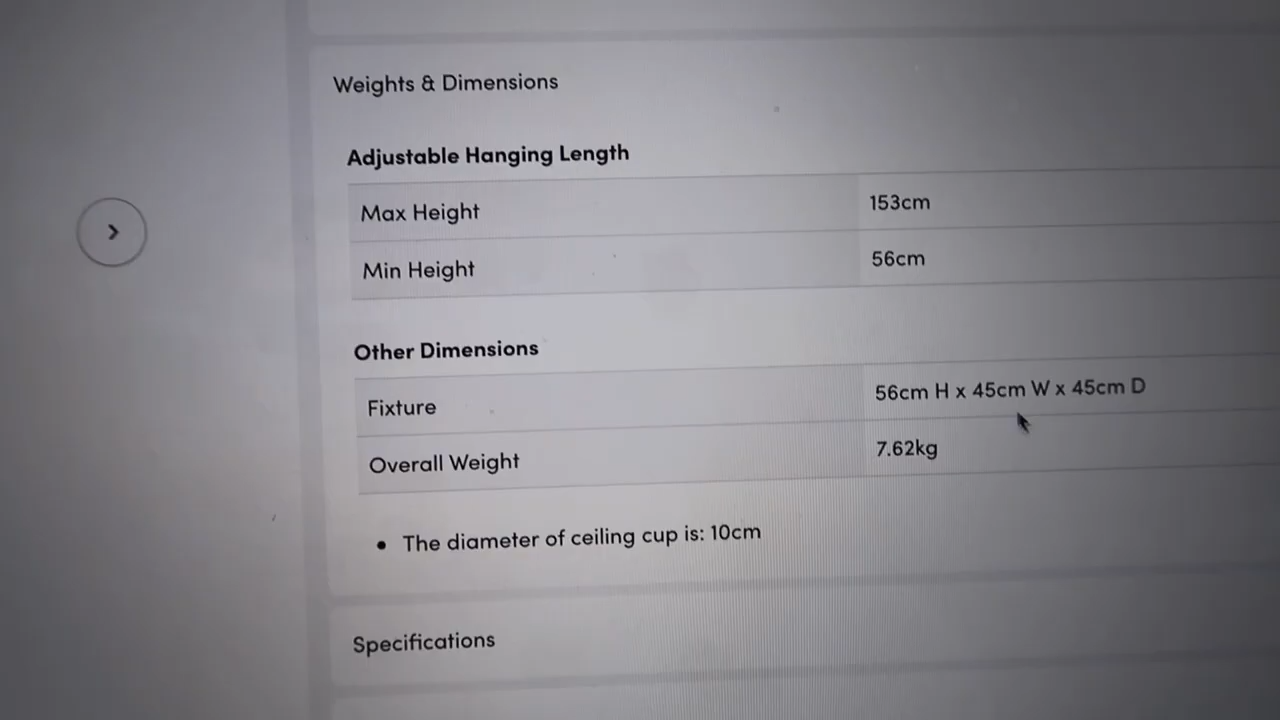 Weights & Dimensions
Adjustable Hanging Length
Max Height 153cm
Min Height 56cm
Other Dimensions
Fixture 56cm H x 45cm W x 45cm D
Overall Weight 7.62kg
• The diameter of ceiling cup is: 10cm
Specifications